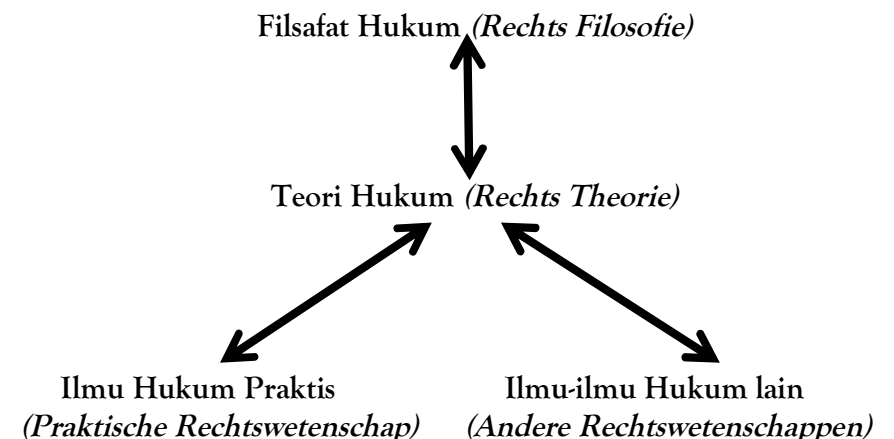 Filsafat Hukum (Rechts Filosofie)
Teori Hukum (Rechts Theorie)
Ilmu Hukum Praktis
(Praktische Rechtswetenschap)
Ilmu-ilmu Hukum lain
(Andere Rechtswetenschappen)